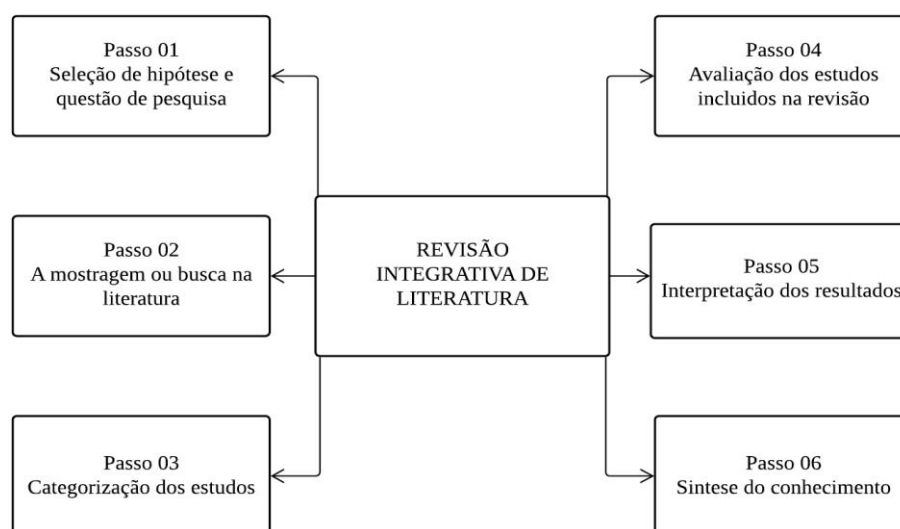 Passo 01
Seleção de hipótese e
questão de pesquisa
Passo 02
A mostragem ou busca na
literatura
Passo 03
Categorização dos estudos
REVISÃO
INTEGRATIVA DE
LITERATURA
Passo 04
Avaliação dos estudos
incluidos na revisão
Passo 05
Interpretação dos resultados
Passo 06
Sintese do conhecimento